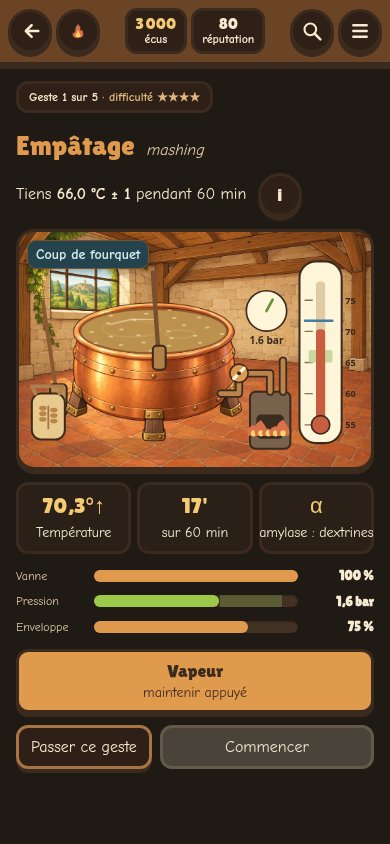 3 000
écus
80
réputation
Geste 1 sur 5 · difficulté ★★★★
Empâtage mashing
Tiens 66,0 °C ± 1 pendant 60 min
i
Coup de fourquet
1.6 bar
75
70
65
60
55
70,3°↑
Température
17'
sur 60 min
α
amylase : dextrines
Vanne 100 %
Pression 1,6 bar
Enveloppe 75 %
Vapeur
maintenir appuyé
Passer ce geste
Commencer